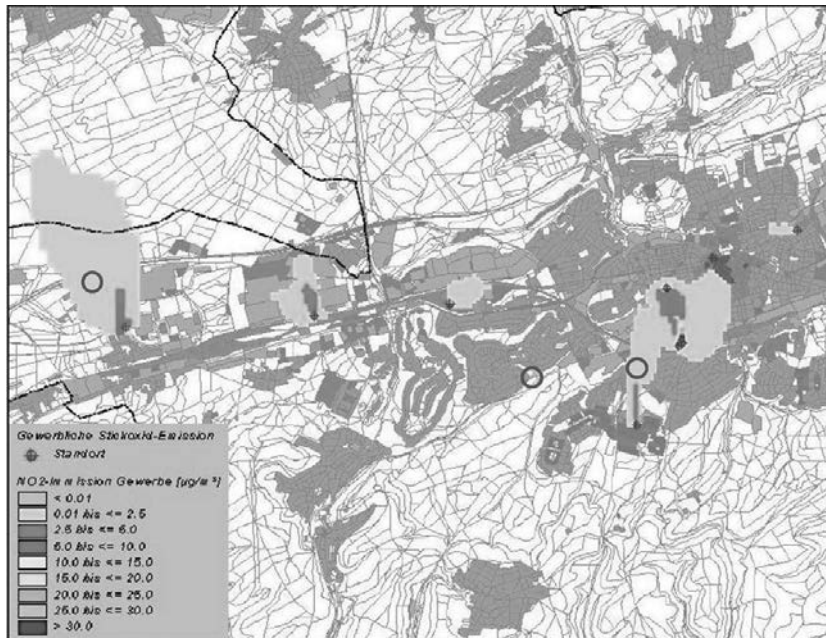 Gewerbliche Stickoxid-Emission
Standort
NO2-Immission Gewerbe [µg/m³]
< 0.01
0.01 bis <= 2.5
2.5 bis <= 5.0
5.0 bis <= 10.0
10.0 bis <= 15.0
15.0 bis <= 20.0
20.0 bis <= 25.0
25.0 bis <= 30.0
> 30.0